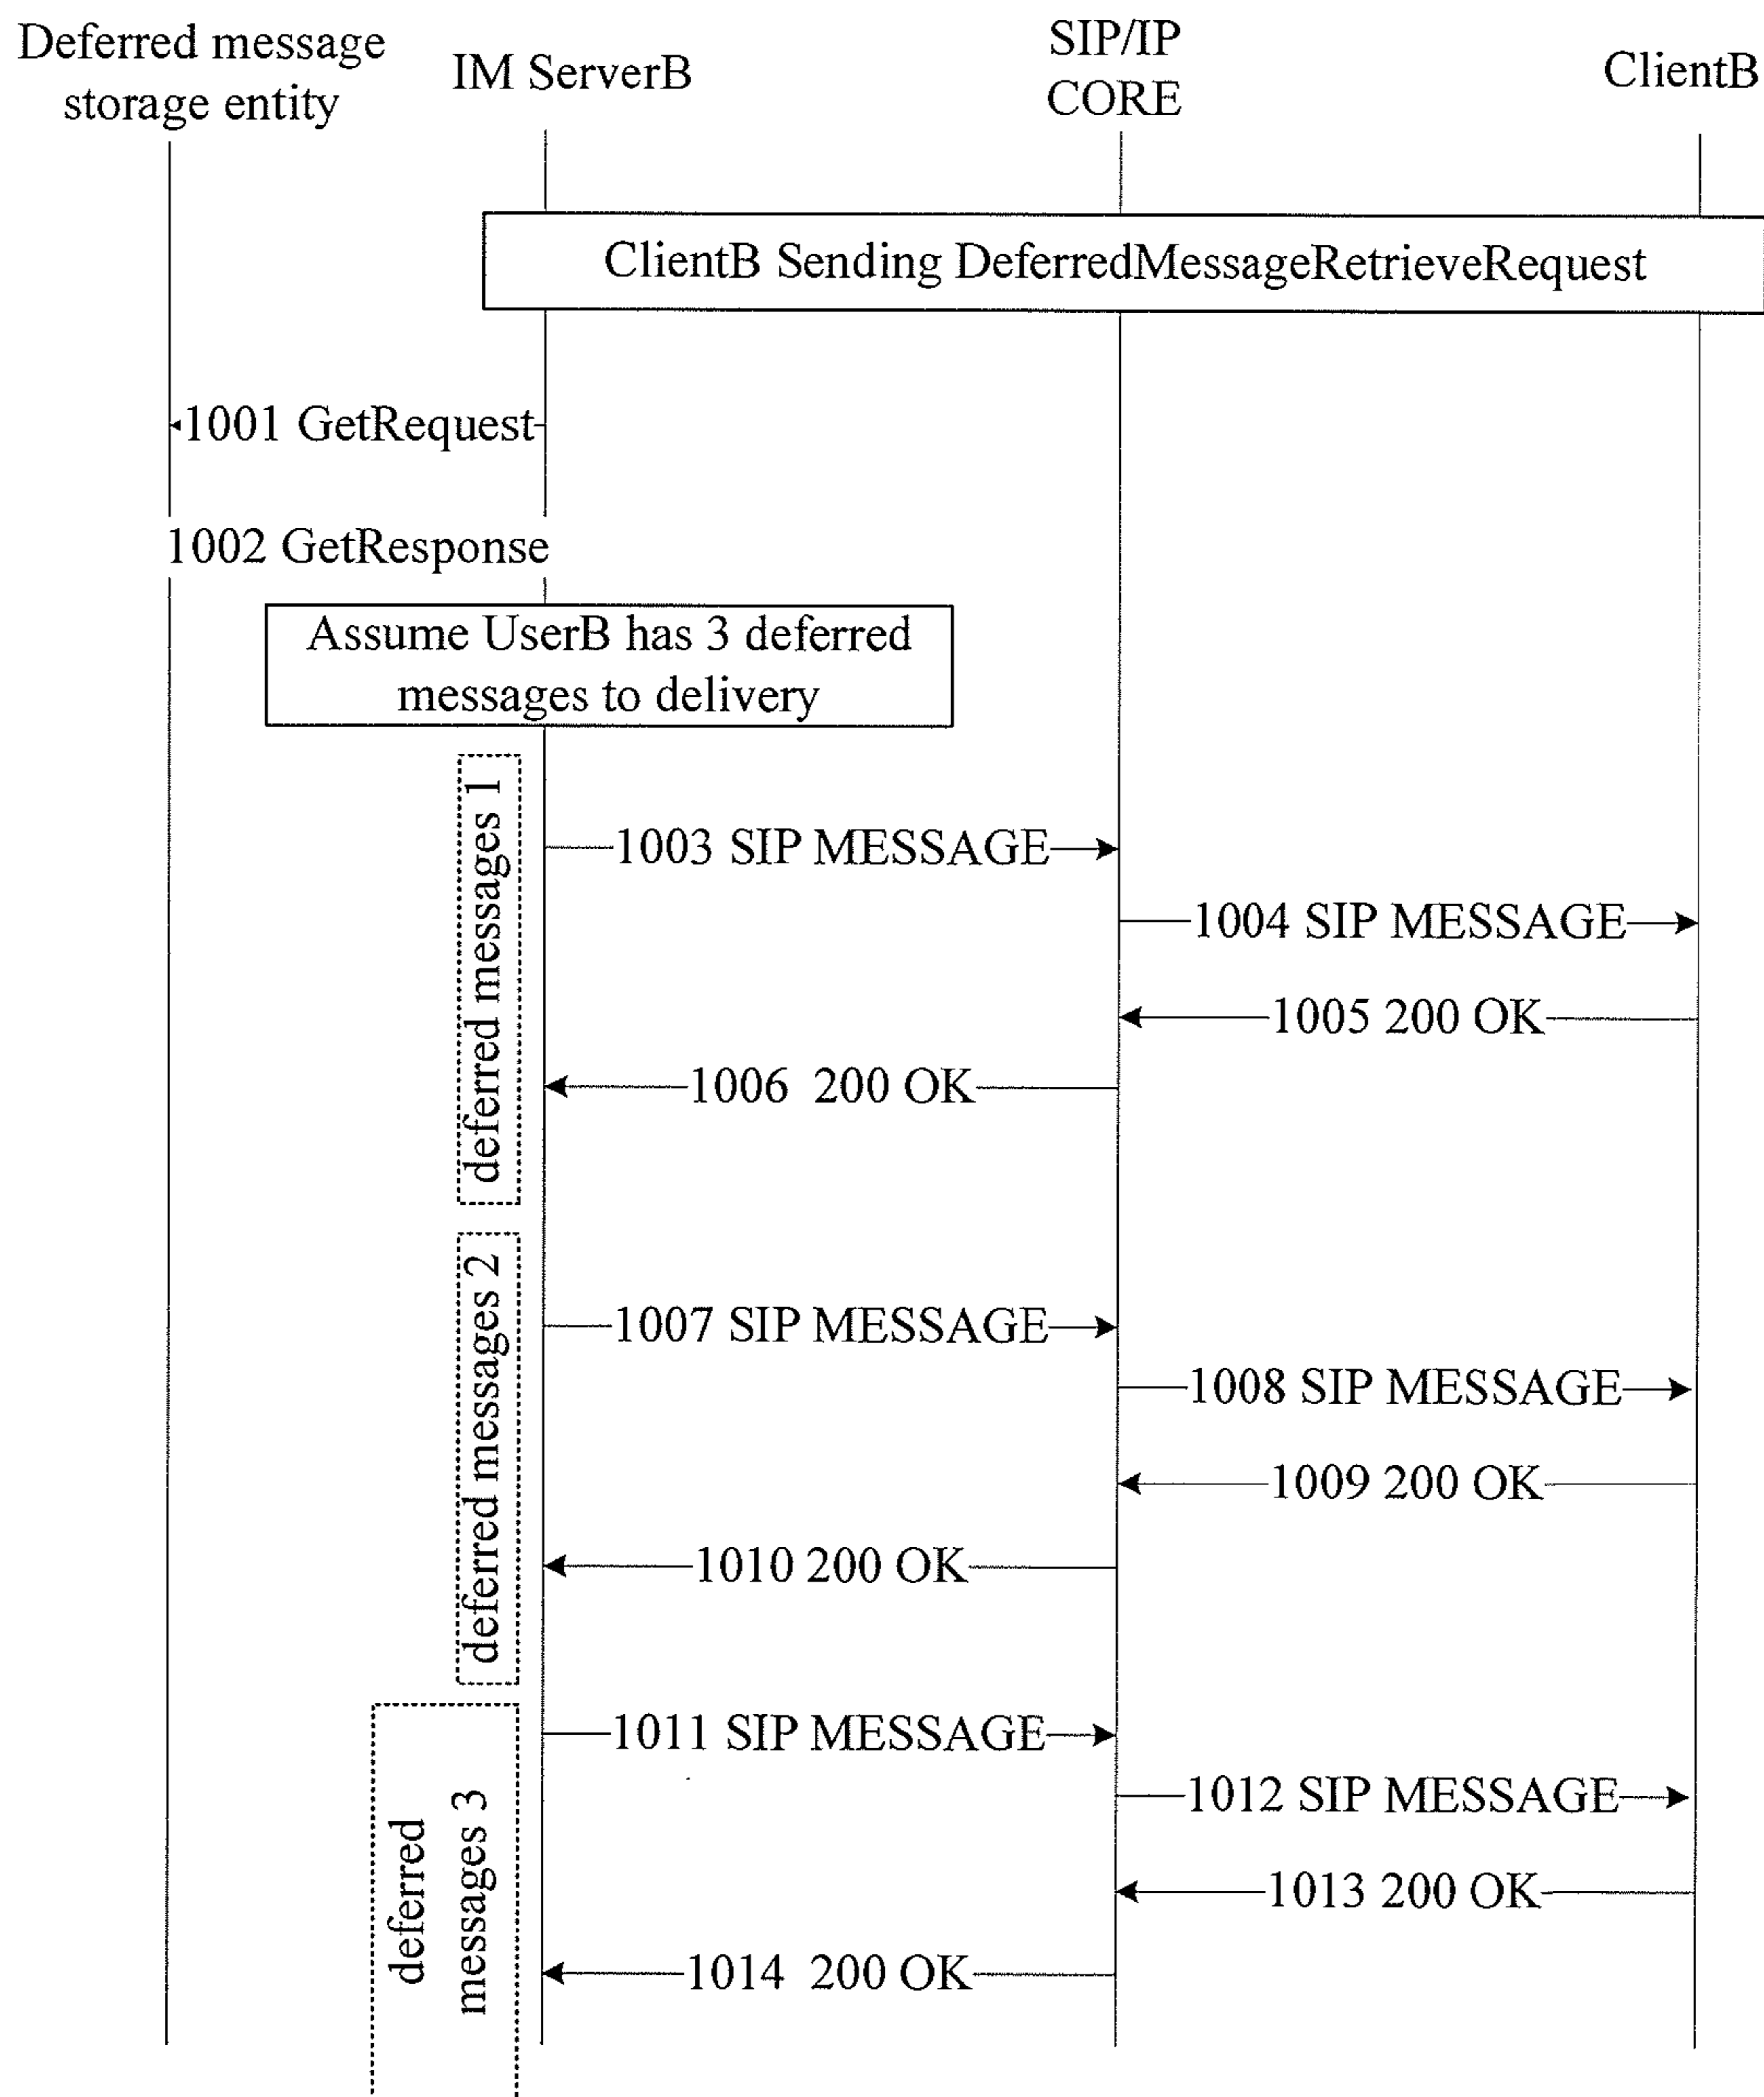 Deferred message
storage entity
IM ServerB
SIP/IP
CORE
ClientB
ClientB Sending DeferredMessageRetrieveRequest
1001 GetRequest
1002 GetResponse
Assume UserB has 3 deferred
messages to delivery
deferred messages 1
1003 SIP MESSAGE
1004 SIP MESSAGE
1005 200 OK
1006 200 OK
deferred messages 2
1007 SIP MESSAGE
1008 SIP MESSAGE
1009 200 OK
1010 200 OK
deferred
messages 3
1011 SIP MESSAGE
1012 SIP MESSAGE
1013 200 OK
1014 200 OK